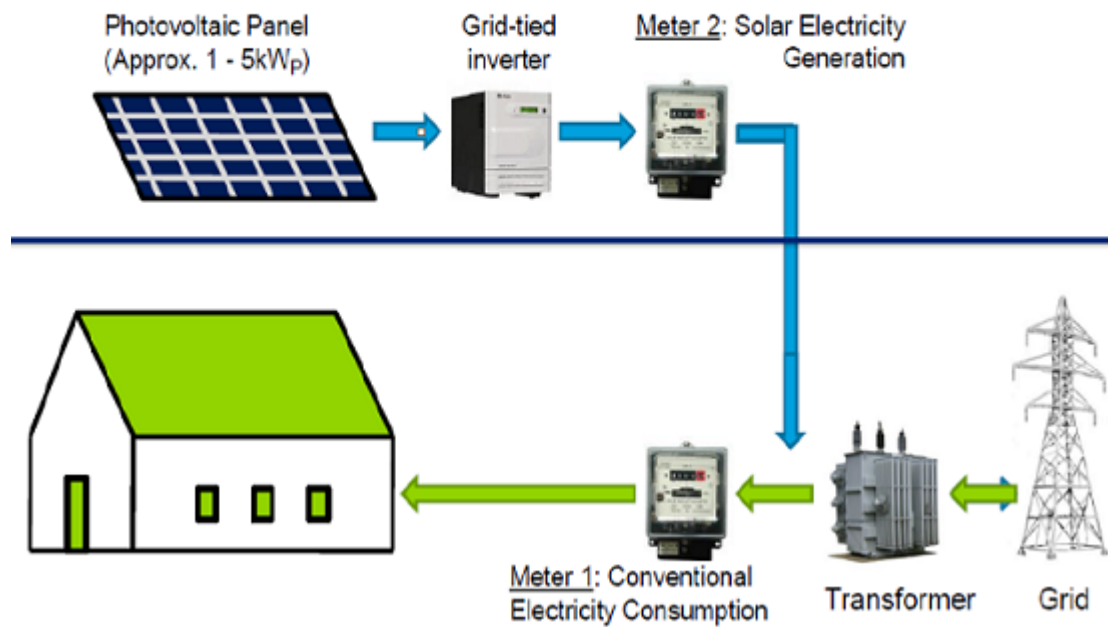 Photovoltaic Panel
(Approx. 1 - 5kWP)
Grid-tied
inverter
Meter 2: Solar Electricity
Generation
Meter 1: Conventional
Electricity Consumption
Transformer
Grid